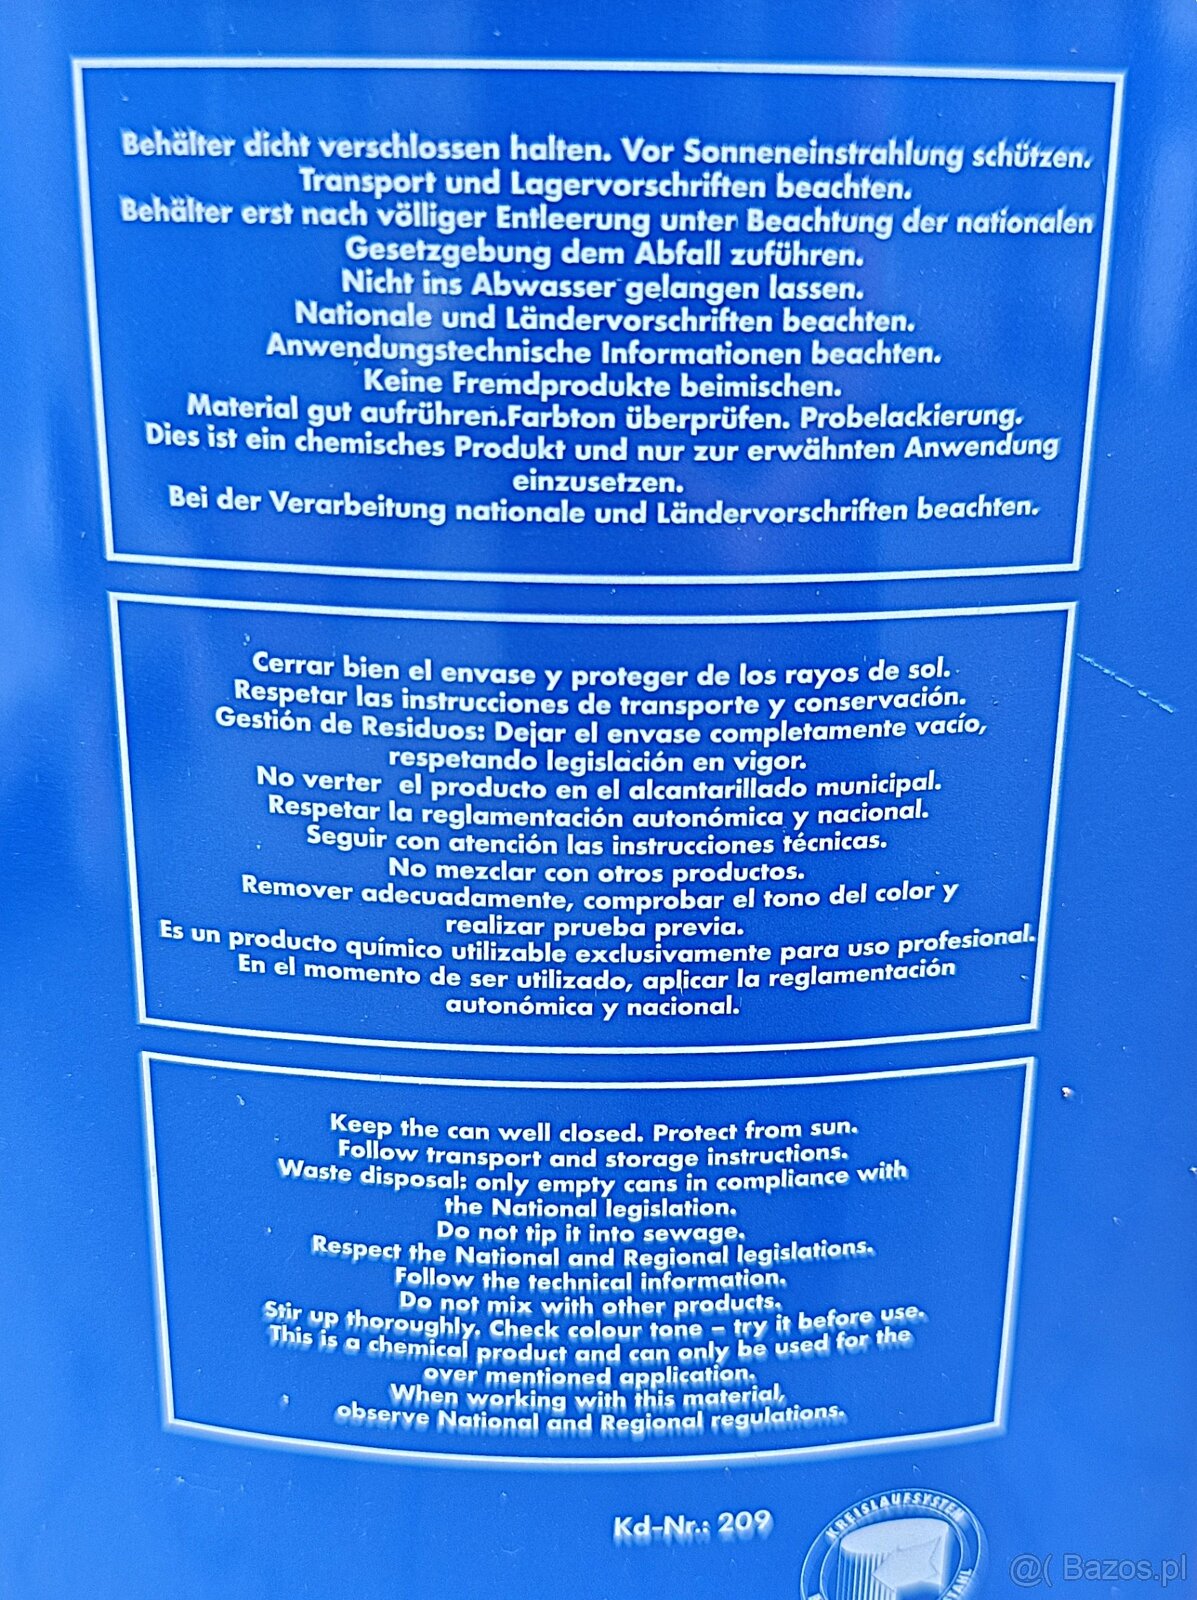 Behälter dicht verschlossen halten. Vor Sonneneinstrahlung schützen.
Transport und Lagervorschriften beachten.
Behälter erst nach völliger Entleerung unter Beachtung der nationalen
Gesetzgebung dem Abfall zuführen.
Nicht ins Abwasser gelangen lassen.
Nationale und Ländervorschriften beachten.
Anwendungstechnische Informationen beachten.
Keine Fremdprodukte beimischen.
Material gut aufrühren.Farbton überprüfen. Probelackierung.
Dies ist ein chemisches Produkt und nur zur erwähnten Anwendung
einzusetzen.
Bei der Verarbeitung nationale und Ländervorschriften beachten.
Cerrar bien el envase y proteger de los rayos de sol.
Respetar las instrucciones de transporte y conservación.
Gestión de Residuos: Dejar el envase completamente vacío,
respetando legislación en vigor.
No verter el producto en el alcantarillado municipal.
Respetar la reglamentación autonómica y nacional.
Seguir con atención las instrucciones técnicas.
No mezclar con otros productos.
Remover adecuadamente, comprobar el tono del color y
realizar prueba previa.
Es un producto químico utilizable exclusivamente para uso profesional.
En el momento de ser utilizado, aplicar la reglamentación
autonómica y nacional.
Keep the can well closed. Protect from sun.
Follow transport and storage instructions.
Waste disposal: only empty cans in compliance with
the National legislation.
Do not tip it into sewage.
Respect the National and Regional legislations.
Follow the technical information.
Do not mix with other products.
Stir up thoroughly. Check colour tone – try it before use.
This is a chemical product and can only be used for the
over mentioned application.
When working with this material,
observe National and Regional regulations.
Kd-Nr.: 209
KREISLAUFSYSTEM
STAHL
@( Bazos.pl